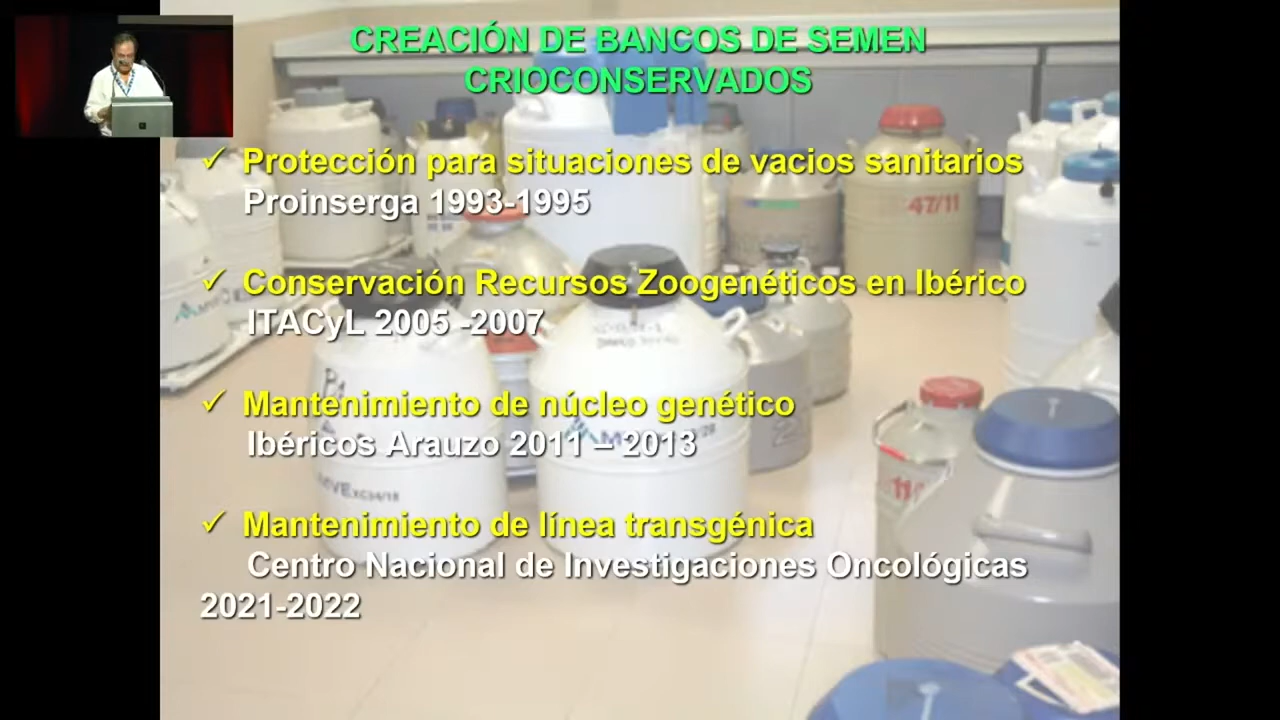 CREACIÓN DE BANCOS DE SEMEN
CRIOCONSERVADOS
✓ Protección para situaciones de vacios sanitarios
Proinserga 1993-1995
47/11
✓ Conservación Recursos Zoogenéticos en Ibérico
ITACyL 2005 -2007
✓ Mantenimiento de núcleo genético
Ibéricos Arauzo 2011 – 2013
✓ Mantenimiento de línea transgénica
Centro Nacional de Investigaciones Oncológicas
2021-2022